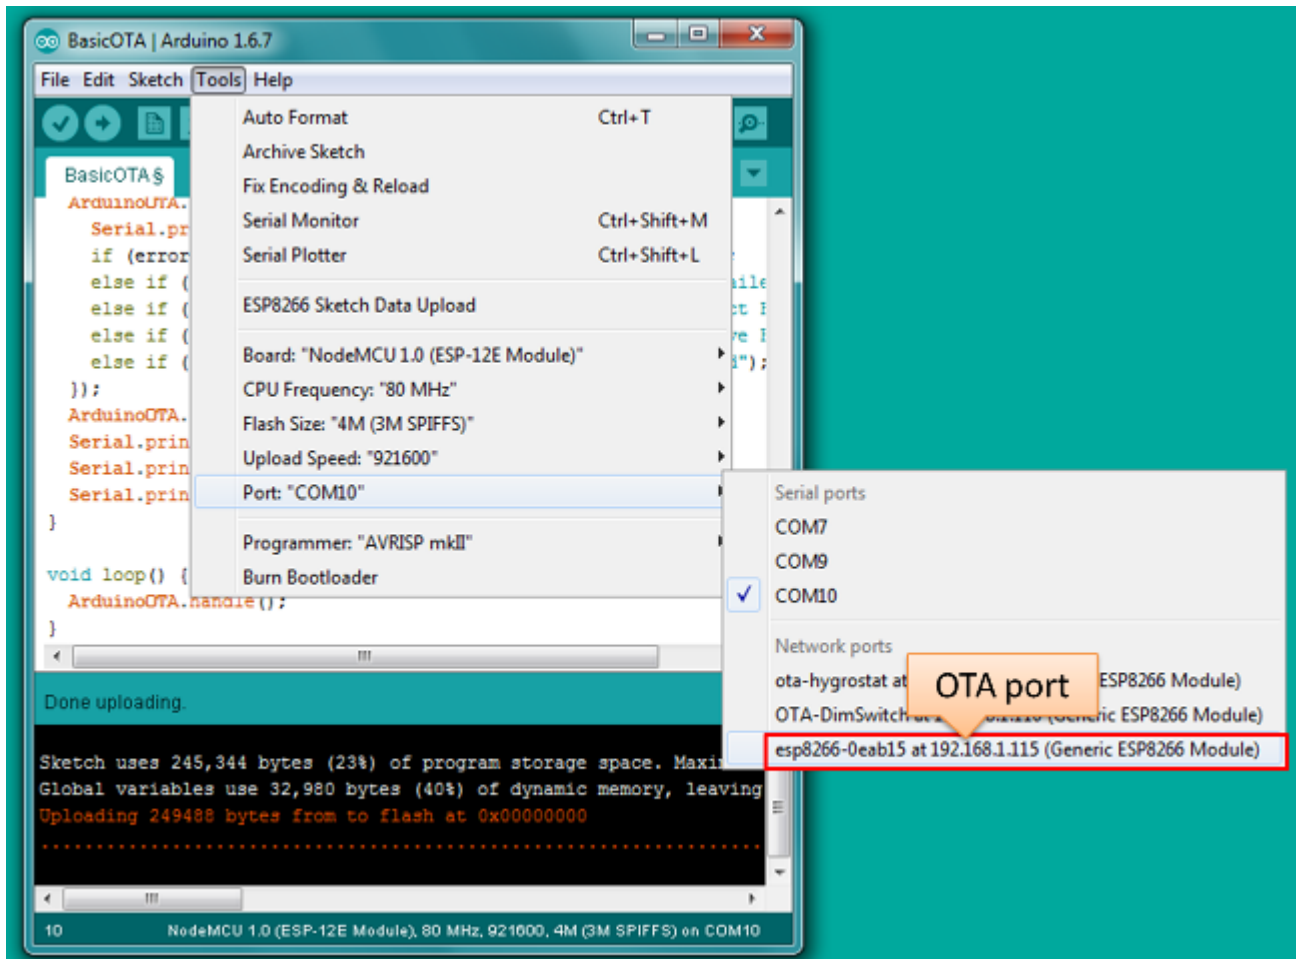 BasicOTA | Arduino 1.6.7
File Edit Sketch Tools Help
BasicOTA§
Auto Format Ctrl+T
Archive Sketch
Fix Encoding & Reload
Serial Monitor Ctrl+Shift+M
Serial Plotter Ctrl+Shift+L
ESP8266 Sketch Data Upload
Board: "NodeMCU 1.0 (ESP-12E Module)"
CPU Frequency: "80 MHz"
Flash Size: "4M (3M SPIFFS)"
Upload Speed: "921600"
Port: "COM10"
Programmer: "AVRISP mkII"
Burn Bootloader
ArduinoOTA.
Serial.pr
if (error
else if (
else if (
else if (
else if ( d");
});
ArduinoOTA.
Serial.prin
Serial.prin
Serial.prin
}
void loop() {
ArduinoOTA.handle();
}
Serial ports
COM7
COM9
COM10
Network ports
ota-hygrostat at ESP8266 Module)
OTA-DimSwitch (Generic ESP8266 Module)
esp8266-0eab15 at 192.168.1.115 (Generic ESP8266 Module)
OTA port
Done uploading.
Sketch uses 245,344 bytes (23%) of program storage space.
Global variables use 32,980 bytes (40%) of dynamic memory, leaving
Uploading 249488 bytes from to flash at 0x00000000
................................................................
10 NodeMCU 1.0 (ESP-12E Module), 80 MHz, 921600, 4M (3M SPIFFS) on COM10